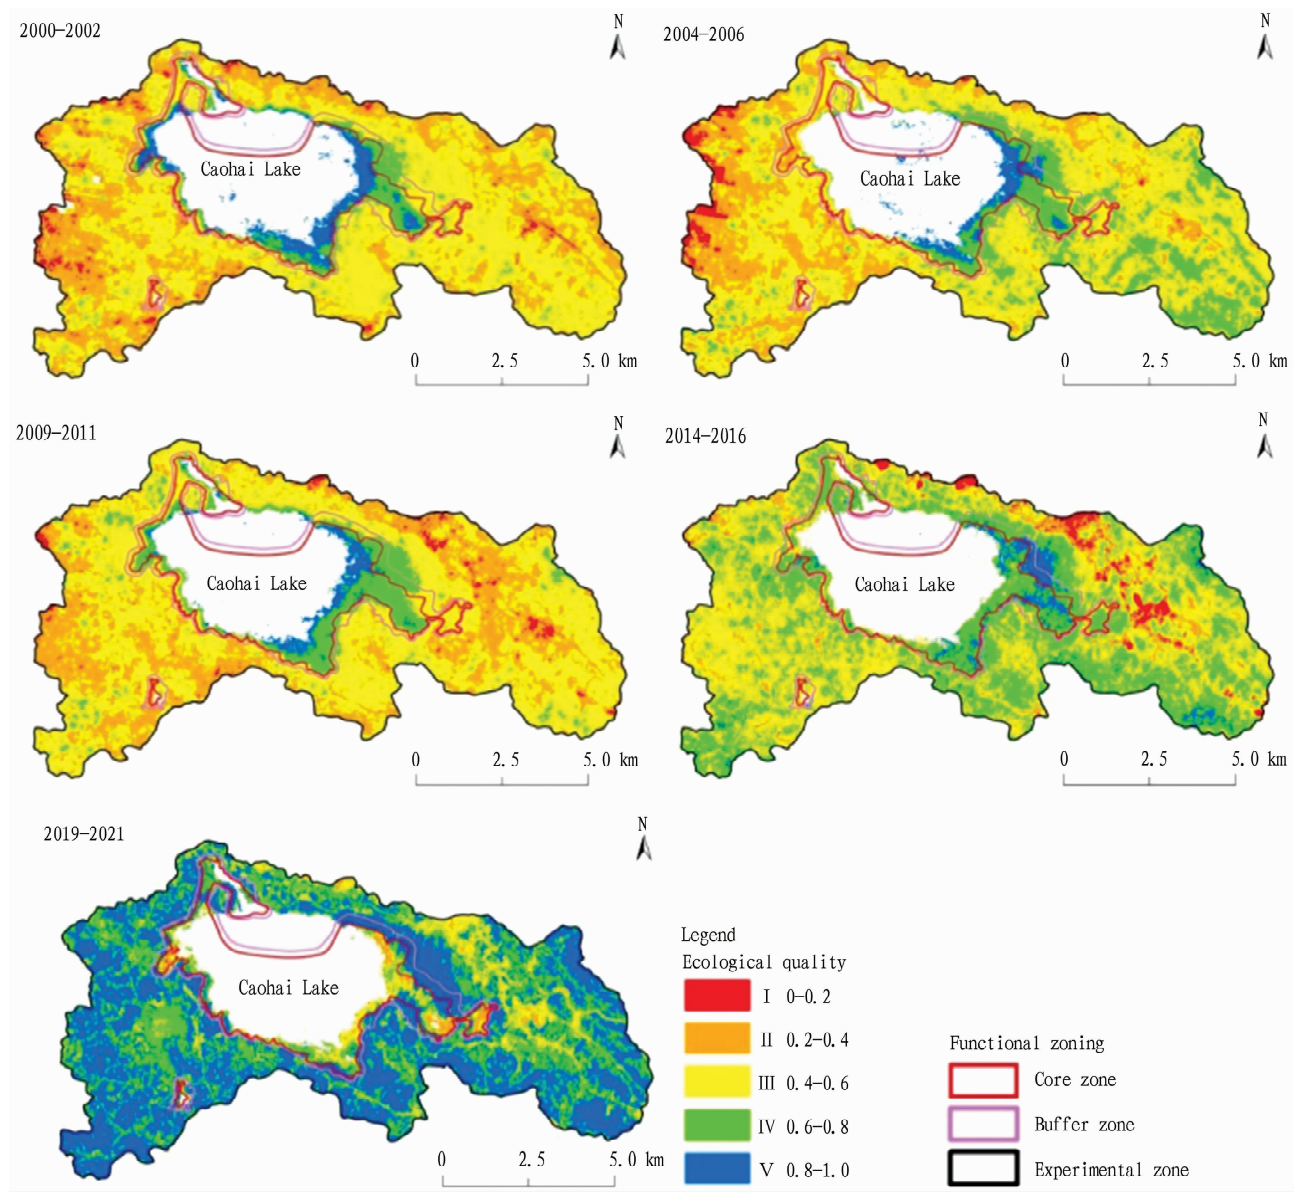 2000-2002
N
Caohai Lake
0 2.5 5.0 km
2004-2006
N
Caohai Lake
0 2.5 5.0 km
2009-2011
N
Caohai Lake
0 2.5 5.0 km
2014-2016
N
Caohai Lake
0 2.5 5.0 km
2019-2021
N
Caohai Lake
0 2.5 5.0 km
Legend
Ecological quality
I 0-0.2
II 0.2-0.4
III 0.4-0.6
IV 0.6-0.8
V 0.8-1.0
Functional zoning
Core zone
Buffer zone
Experimental zone